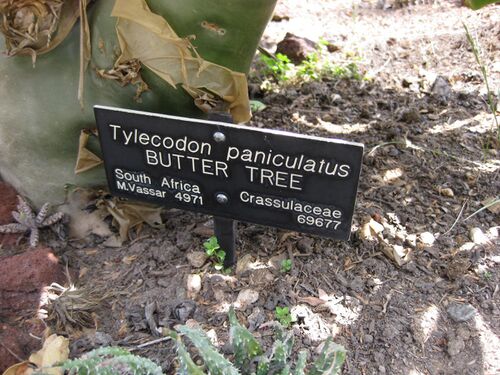 Tylecodon paniculatus
BUTTER TREE
South Africa
M.Vassar 4971
Crassulaceae
69677